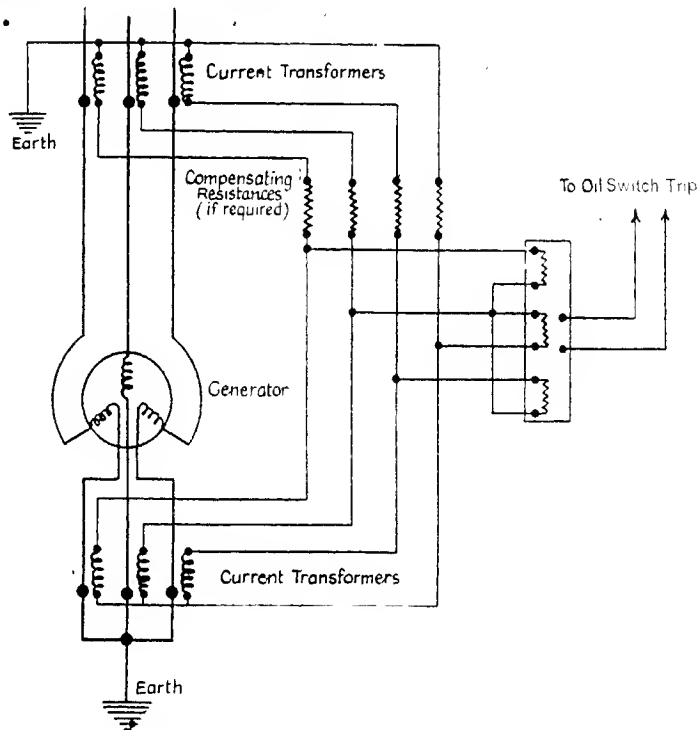 Current Transformers
Earth
Compensating
Resistances
(if required)
To Oil Switch Trip
Generator
Current Transformers
Earth